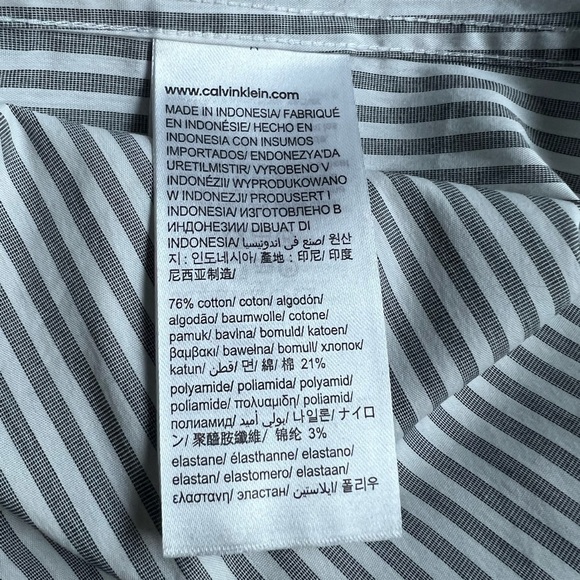 www.calvinklein.com
MADE IN INDONESIA/ FABRIQUÉ
EN INDONÉSIE/ HECHO EN
INDONESIA CON INSUMOS
IMPORTADOS/ ENDONEZYA'DA
URETILMISTIR/ VYROBENO V
INDONÉZII/ WYPRODUKOWANO
W INDONEZJI/ PRODUSERT I
INDONESIA/ ИЗГОТОВЛЕНО В
ИНДОНЕЗИИ/ DIBUAT DI
INDONESIA/ صنع في اندونيسيا/ 원산
지 : 인도네시아/ 產地 : 印尼/ 印度
尼西亚制造/
76% cotton/ coton/ algodón/
algodão/ baumwolle/ cotone/
pamuk/ bavlna/ bomuld/ katoen/
βαμβακι/ bawełna/ bomull/ хлопок/
katun/ قطن/ 면/ 綿/ 棉 21%
polyamide/ poliamida/ polyamid/
poliamide/ πολυαμιδη/ poliamid/
полиамид/ بولي أميد/ 나일론/ ナイロ
ン/ 聚醯胺纖維/ 锦纶 3%
elastane/ élasthanne/ elastano/
elastan/ elastomero/ elastaan/
ελαστανη/ эластан/ ايلاستين/ 폴리우